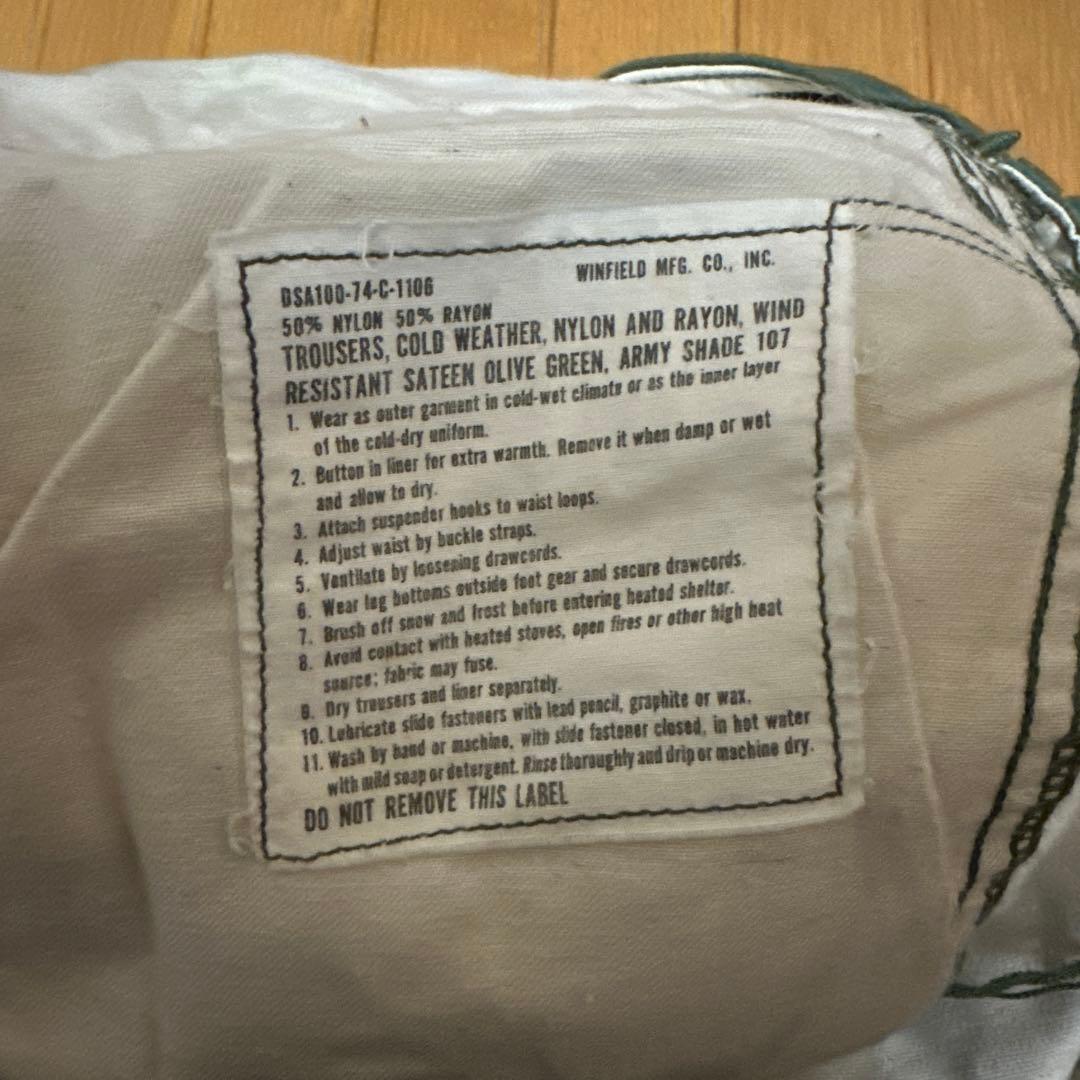 DSA100-74-C-1106
WINFIELD MFG. CO., INC.
50% NYLON 50% RAYON
TROUSERS, COLD WEATHER, NYLON AND RAYON, WIND
RESISTANT SATEEN OLIVE GREEN, ARMY SHADE 107
1. Wear as outer garment in cold-wet climate or as the inner layer
of the cold-dry uniform.
2. Button in liner for extra warmth. Remove it when damp or wet
and allow to dry.
3. Attach suspender hooks to waist loops.
4. Adjust waist by buckle straps.
5. Ventilate by loosening drawcords.
6. Wear leg bottoms outside foot gear and secure drawcords.
7. Brush off snow and frost before entering heated shelter.
8. Avoid contact with heated stoves, open fires or other high heat
source; fabric may fuse.
9. Dry trousers and liner separately.
10. Lubricate slide fasteners with lead pencil, graphite or wax.
11. Wash by hand or machine, with slide fastener closed, in hot water
with mild soap or detergent. Rinse thoroughly and drip or machine dry.
DO NOT REMOVE THIS LABEL